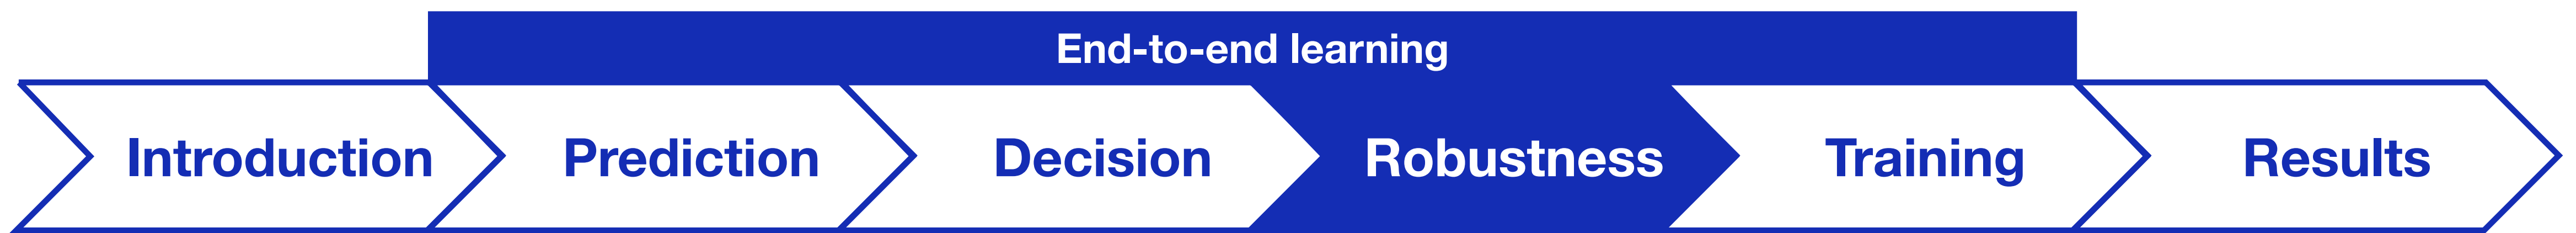 End-to-end learning
Introduction Prediction Decision Robustness Training Results